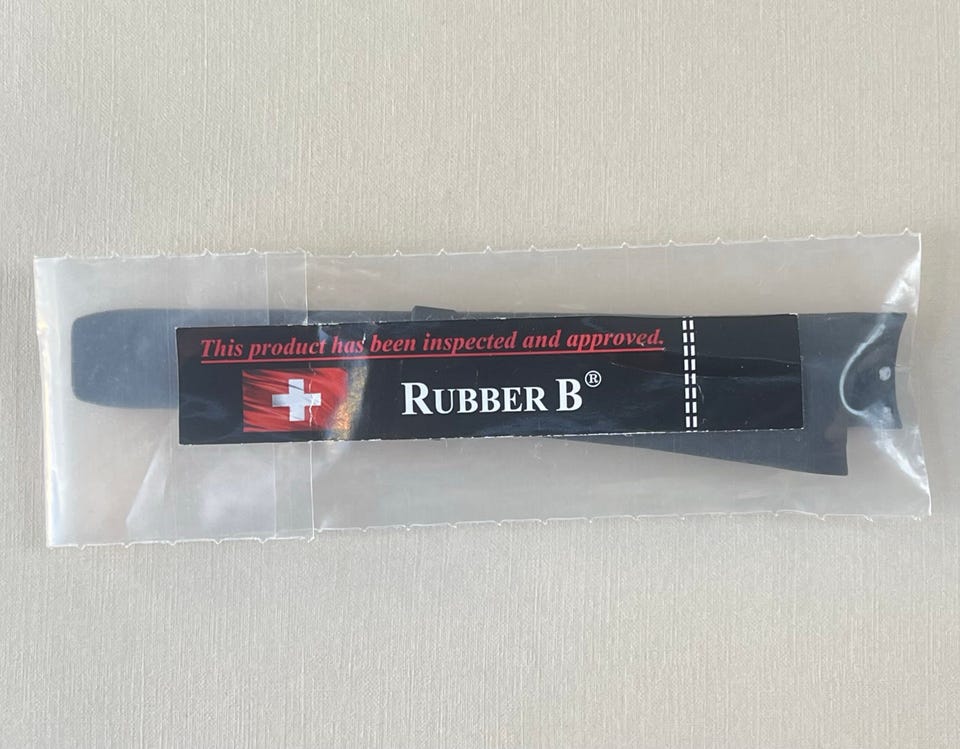 This product has been inspected and approved.
RUBBER B®